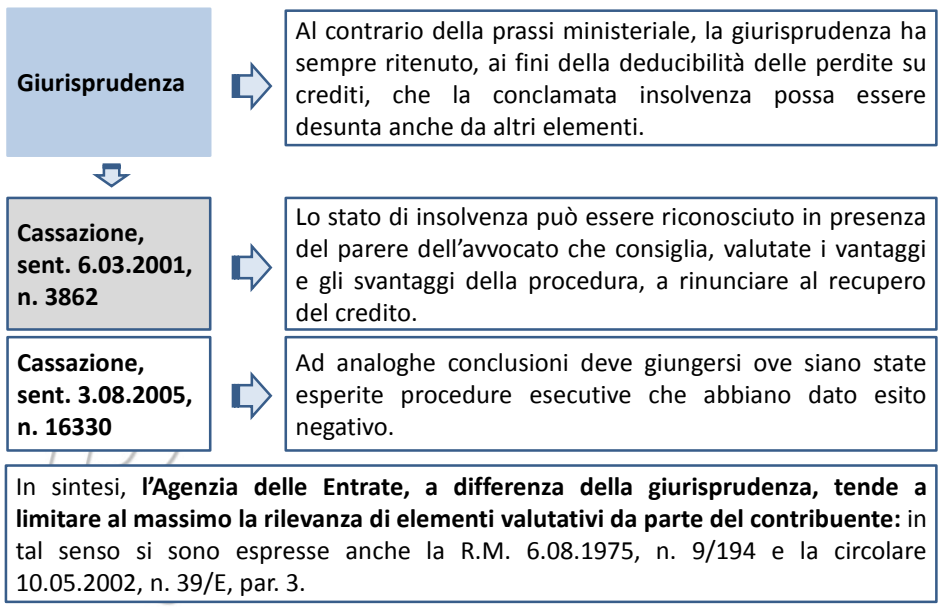 Giurisprudenza
Al contrario della prassi ministeriale, la giurisprudenza ha
sempre ritenuto, ai fini della deducibilità delle perdite su
crediti, che la conclamata insolvenza possa essere
desunta anche da altri elementi.
Cassazione,
sent. 6.03.2001,
n. 3862
Lo stato di insolvenza può essere riconosciuto in presenza
del parere dell'avvocato che consiglia, valutate i vantaggi
e gli svantaggi della procedura, a rinunciare al recupero
del credito.
Cassazione,
sent. 3.08.2005,
n. 16330
Ad analoghe conclusioni deve giungersi ove siano state
esperite procedure esecutive che abbiano dato esito
negativo.
In sintesi, l'Agenzia delle Entrate, a differenza della giurisprudenza, tende a
limitare al massimo la rilevanza di elementi valutativi da parte del contribuente: in
tal senso si sono espresse anche la R.M. 6.08.1975, n. 9/194 e la circolare
10.05.2002, n. 39/E, par. 3.